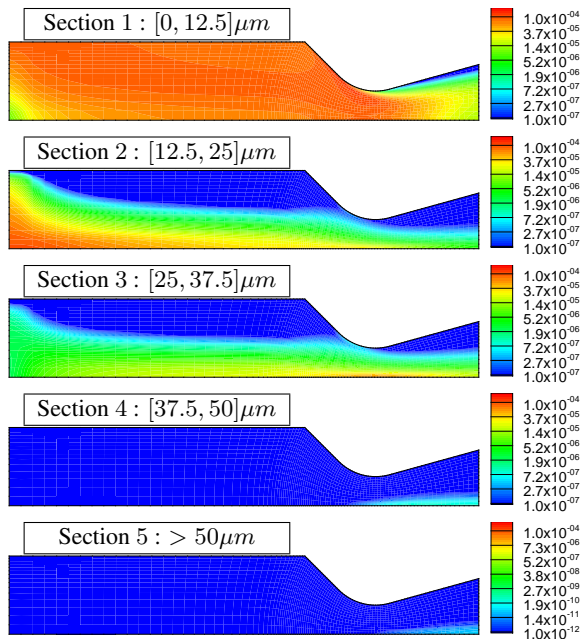 Section 1 : [0, 12.5]μm
1.0x10⁻⁰⁴
3.7x10⁻⁰⁵
1.4x10⁻⁰⁵
5.2x10⁻⁰⁶
1.9x10⁻⁰⁶
7.2x10⁻⁰⁷
2.7x10⁻⁰⁷
1.0x10⁻⁰⁷
Section 2 : [12.5, 25]μm
1.0x10⁻⁰⁴
3.7x10⁻⁰⁵
1.4x10⁻⁰⁵
5.2x10⁻⁰⁶
1.9x10⁻⁰⁶
7.2x10⁻⁰⁷
2.7x10⁻⁰⁷
1.0x10⁻⁰⁷
Section 3 : [25, 37.5]μm
1.0x10⁻⁰⁴
3.7x10⁻⁰⁵
1.4x10⁻⁰⁵
5.2x10⁻⁰⁶
1.9x10⁻⁰⁶
7.2x10⁻⁰⁷
2.7x10⁻⁰⁷
1.0x10⁻⁰⁷
Section 4 : [37.5, 50]μm
1.0x10⁻⁰⁴
3.7x10⁻⁰⁵
1.4x10⁻⁰⁵
5.2x10⁻⁰⁶
1.9x10⁻⁰⁶
7.2x10⁻⁰⁷
2.7x10⁻⁰⁷
1.0x10⁻⁰⁷
Section 5 : > 50μm
1.0x10⁻⁰⁴
7.3x10⁻⁰⁶
5.2x10⁻⁰⁷
3.8x10⁻⁰⁸
2.7x10⁻⁰⁹
1.9x10⁻¹⁰
1.4x10⁻¹¹
1.0x10⁻¹²